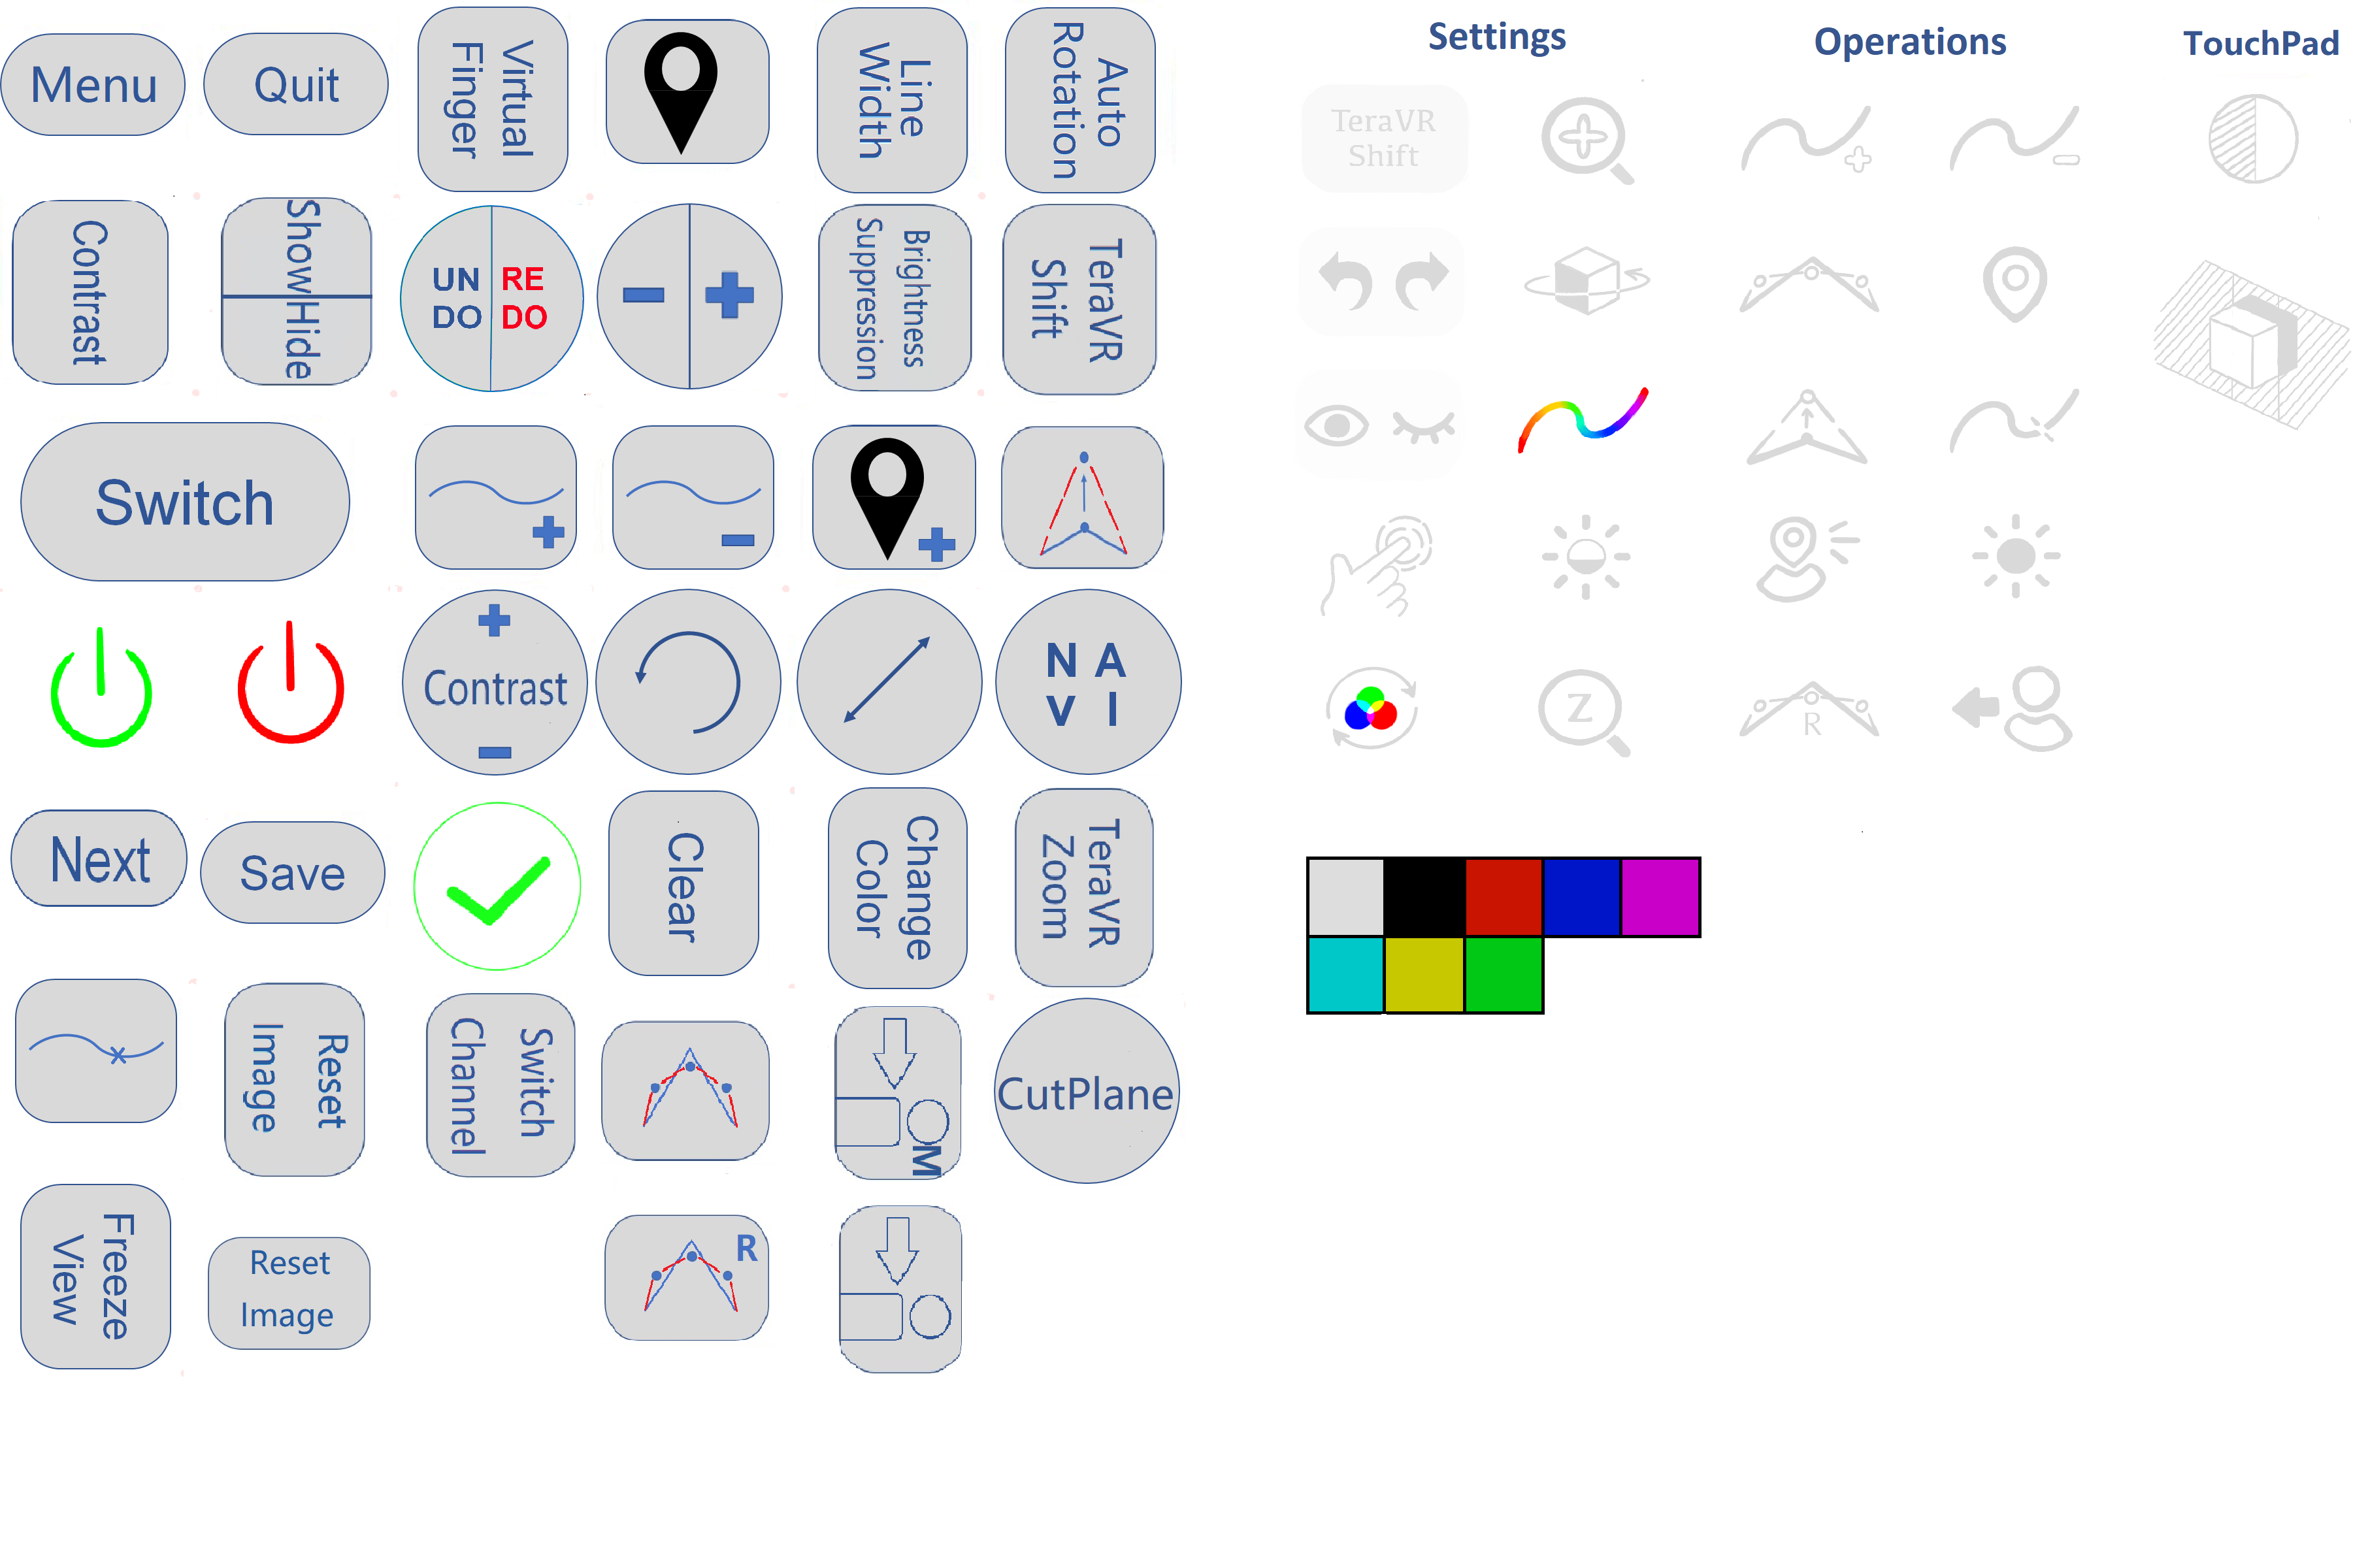 Menu
Quit
Virtual
Finger
Line
Width
Auto
Rotation
Settings
Operations
TouchPad
TeraVR
Shift
Contrast
Show
Hide
UN
DO
RE
DO
Brightness
Suppression
TeraVR
Shift
Switch
Contrast
N A
V I
Z
R
Next
Save
Clear
Change
Color
TeraVR
Zoom
Reset
Image
Switch
Channel
M
CutPlane
Freeze
View
Reset
Image
R